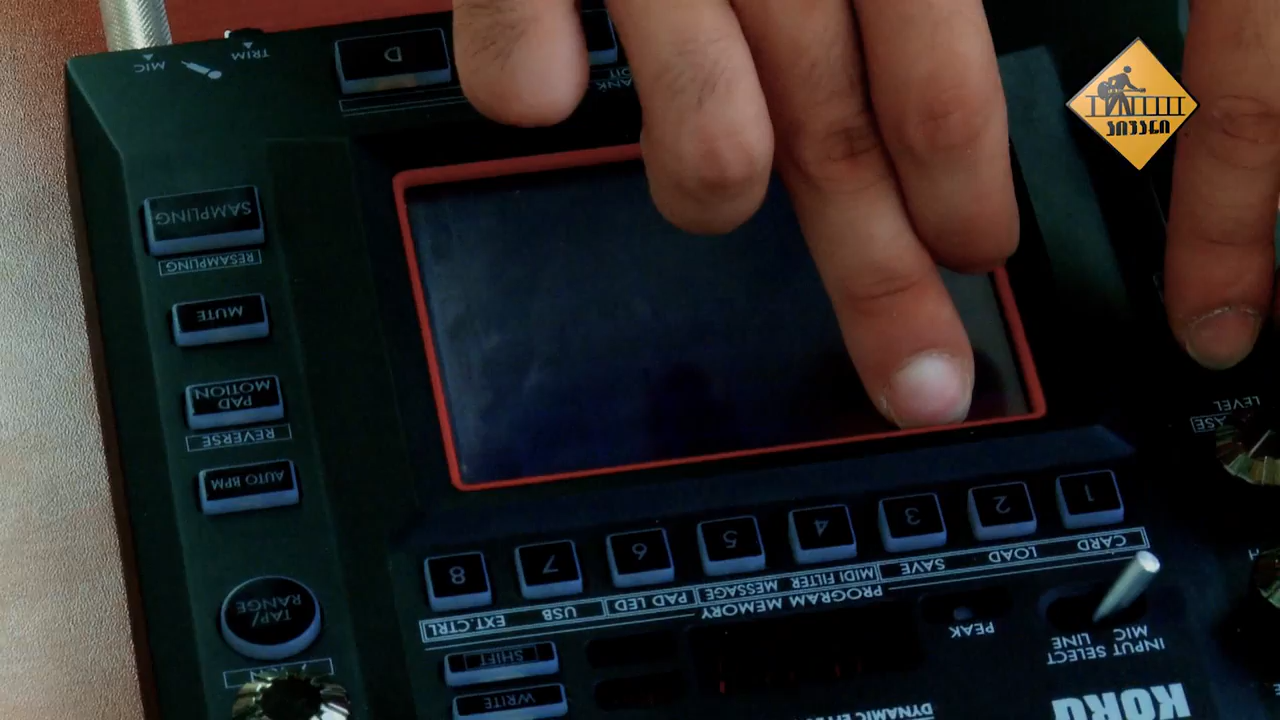 KORG
DYNAMIC
WRITE
INPUT SELECT
MIC LINE
PEAK
SHIFT
PROGRAM MEMORY
CARD LOAD SAVE MIDI FILTER MESSAGE PAD LED USB EXT.CTRL
1 2 3 4 5 6 7 8
TAP/
RANGE
LEVEL
AUTO BPM
REVERSE
PAD
MOTION
MUTE
RESAMPLING
SAMPLING
D
TRIM
MIC